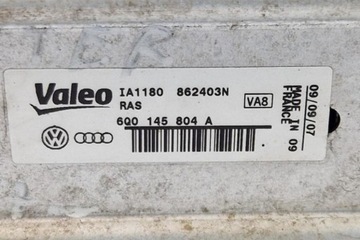 Valeo
IA1180 862403N
RAS
VA8
6Q0 145 804 A
09/09/07
MADE IN 09
FRANCE